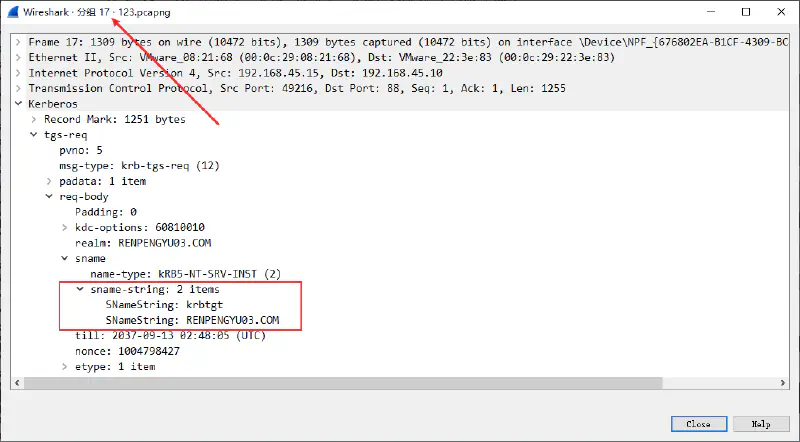 Wireshark · 分组 17 · 123.pcapng
Frame 17: 1309 bytes on wire (10472 bits), 1309 bytes captured (10472 bits) on interface \Device\NPF_{676802EA-B1CF-4309-BC
Ethernet II, Src: VMware_08:21:68 (00:0c:29:08:21:68), Dst: VMware_22:3e:83 (00:0c:29:22:3e:83)
Internet Protocol Version 4, Src: 192.168.45.15, Dst: 192.168.45.10
Transmission Control Protocol, Src Port: 49216, Dst Port: 88, Seq: 1, Ack: 1, Len: 1255
Kerberos
Record Mark: 1251 bytes
tgs-req
pvno: 5
msg-type: krb-tgs-req (12)
padata: 1 item
req-body
Padding: 0
kdc-options: 60810010
realm: RENPENGYU03.COM
sname
name-type: kRB5-NT-SRV-INST (2)
sname-string: 2 items
SNameString: krbtgt
SNameString: RENPENGYU03.COM
till: 2037-09-13 02:48:05 (UTC)
nonce: 1004798427
etype: 1 item
Close
Help